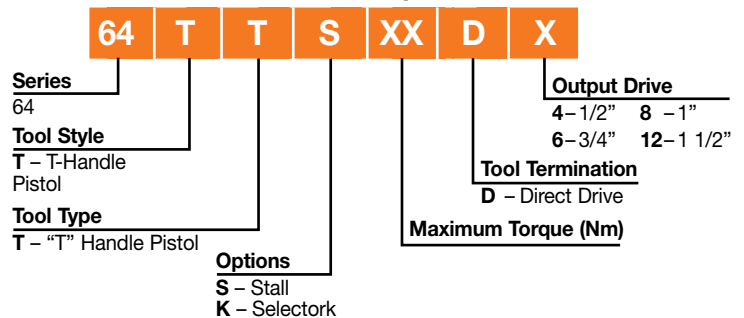 64 T T S XX D X
Series
64
Tool Style
T – T-Handle
Pistol
Tool Type
T – “T” Handle Pistol
Options
S – Stall
K – Selectork
Maximum Torque (Nm)
Tool Termination
D – Direct Drive
Output Drive
4–1/2” 8 –1”
6–3/4” 12–1 1/2”